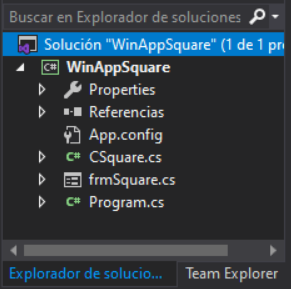 Buscar en Explorador de soluciones
Solución "WinAppSquare" (1 de 1 pr
C# WinAppSquare
Properties
Referencias
App.config
C# CSquare.cs
frmSquare.cs
C# Program.cs
Explorador de solucio... Team Explorer